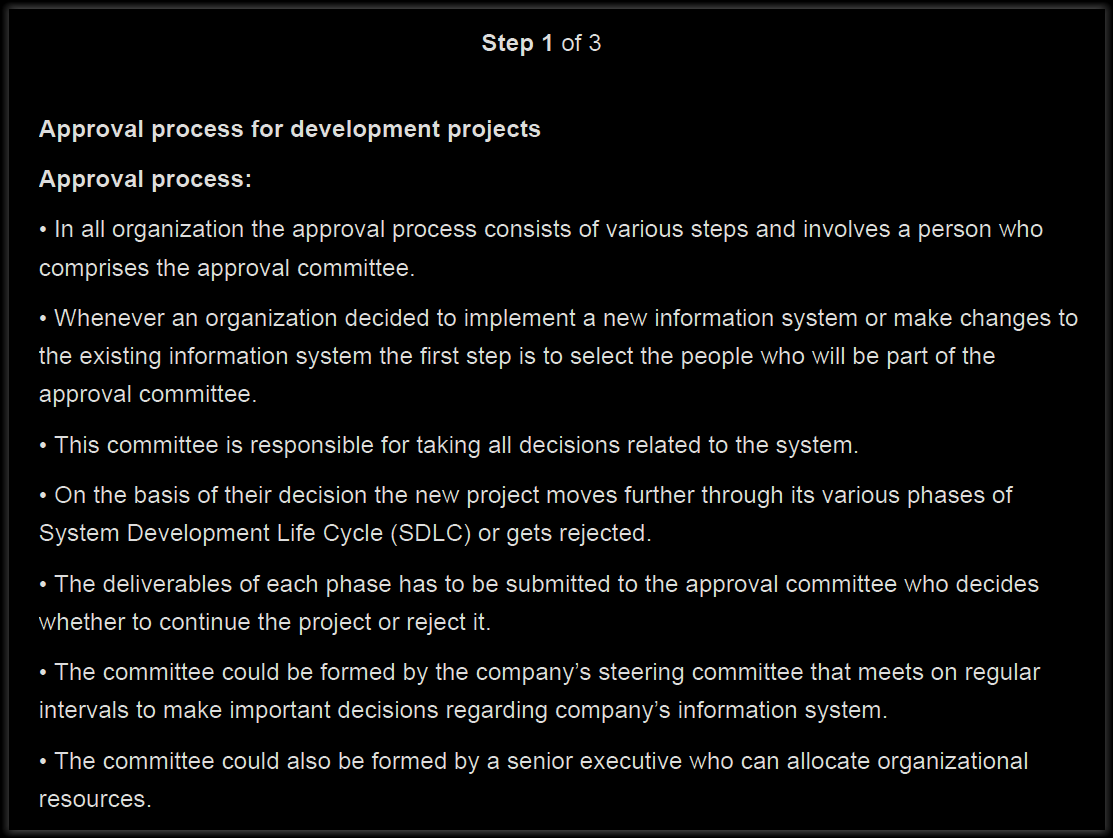 Step 1 of 3
Approval process for development projects
Approval process:
• In all organization the approval process consists of various steps and involves a person who
comprises the approval committee.
• Whenever an organization decided to implement a new information system or make changes to
the existing information system the first step is to select the people who will be part of the
approval committee.
• This committee is responsible for taking all decisions related to the system.
• On the basis of their decision the new project moves further through its various phases of
System Development Life Cycle (SDLC) or gets rejected.
• The deliverables of each phase has to be submitted to the approval committee who decides
whether to continue the project or reject it.
• The committee could be formed by the company’s steering committee that meets on regular
intervals to make important decisions regarding company’s information system.
• The committee could also be formed by a senior executive who can allocate organizational
resources.